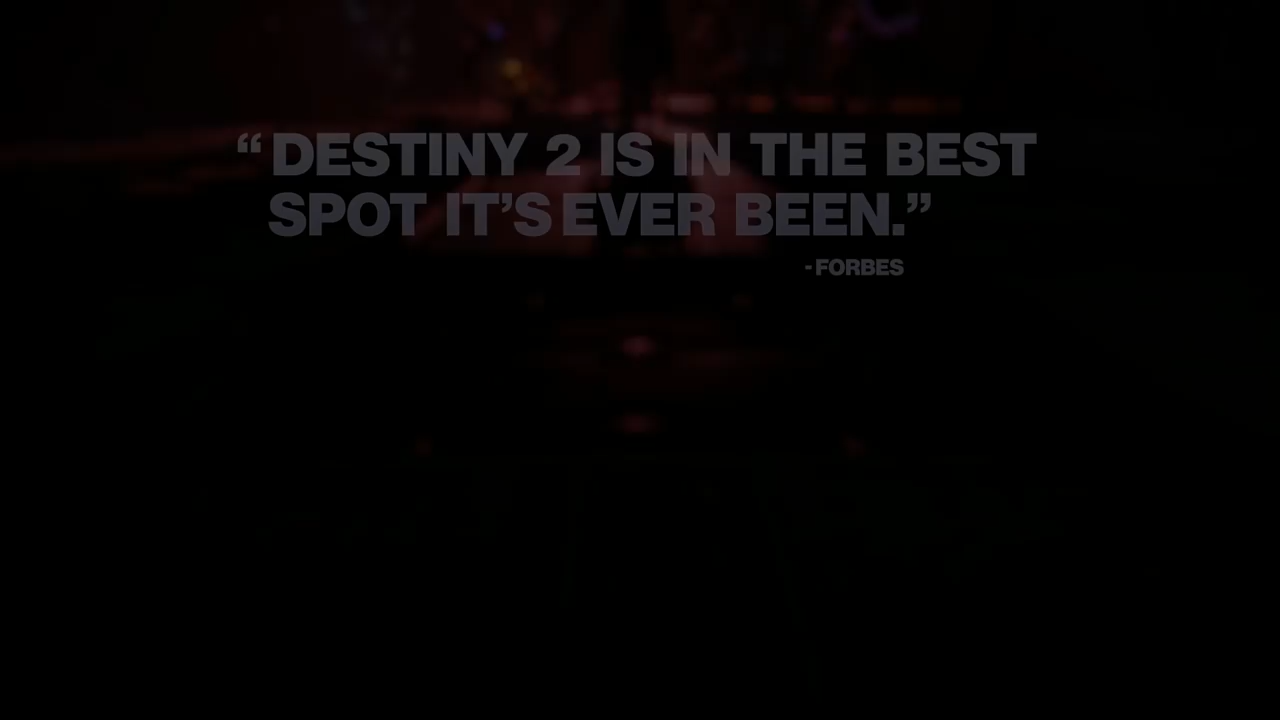 “ DESTINY 2 IS IN THE BEST
SPOT IT’S EVER BEEN.”
-FORBES